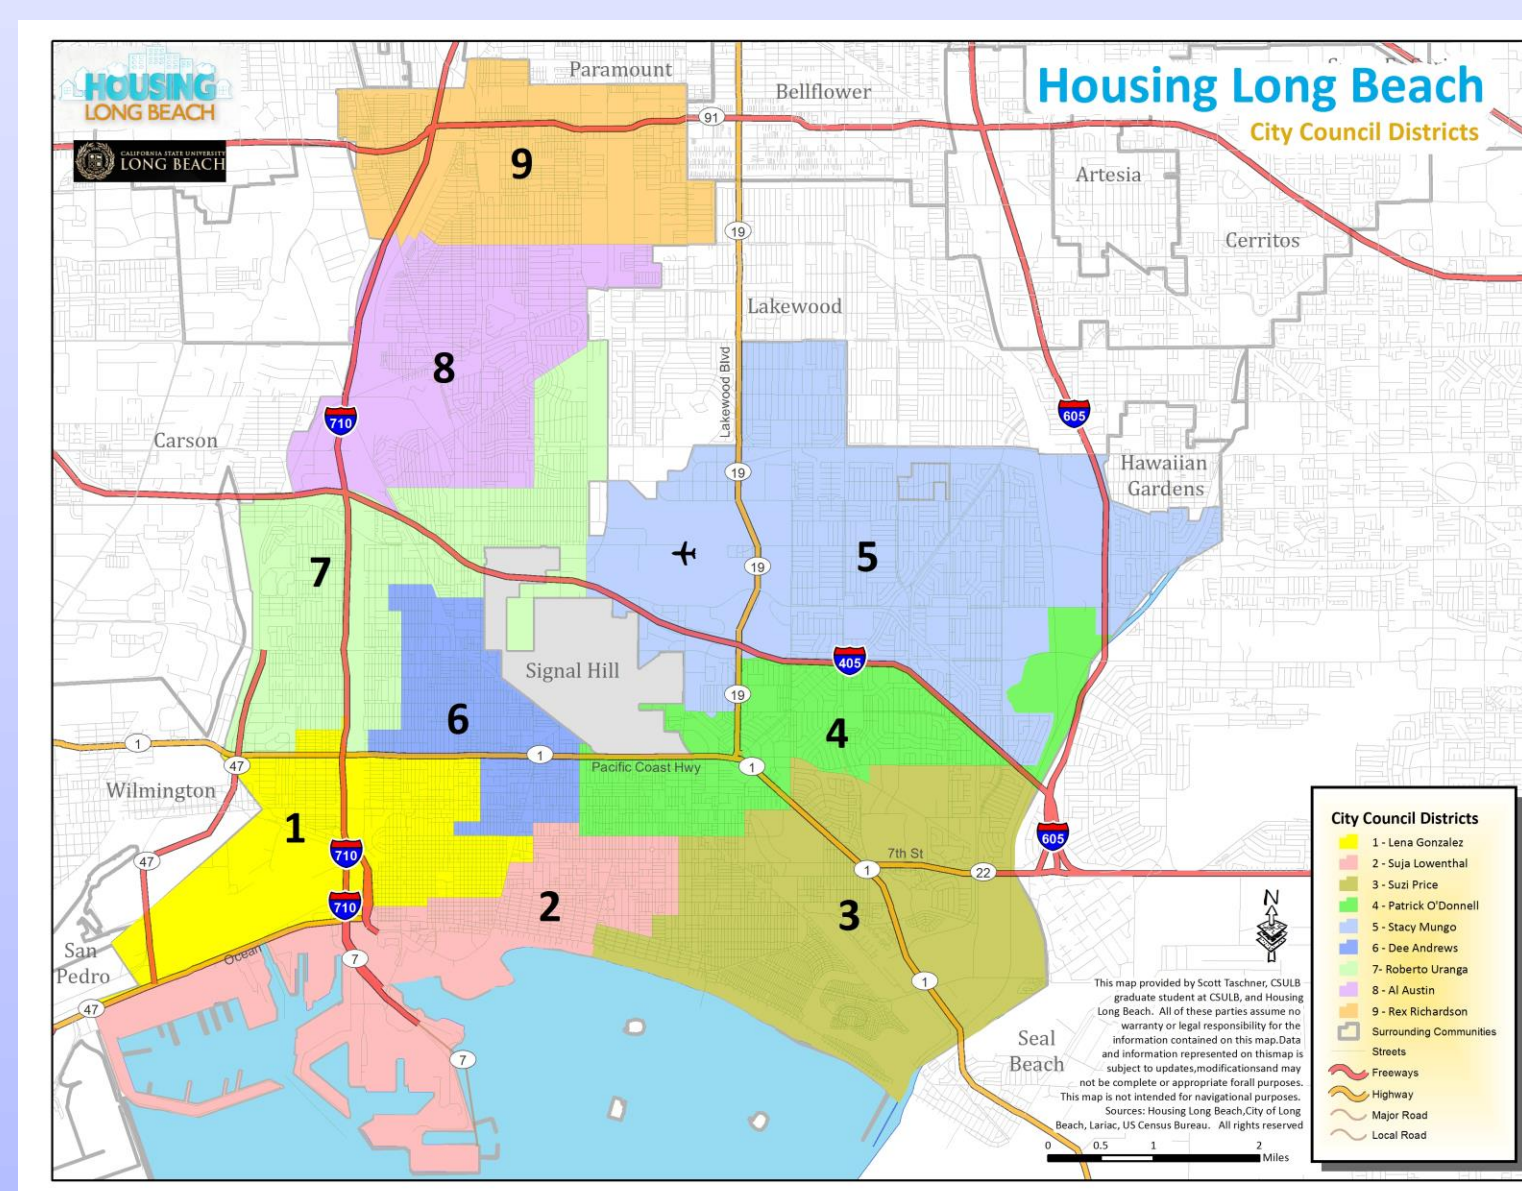 HOUSING
LONG BEACH
CALIFORNIA STATE UNIVERSITY
LONG BEACH
Housing Long Beach
City Council Districts
Paramount
Bellflower
91
9
Artesia
19
Cerritos
Lakewood
8
Lakewood Blvd
710
605
Carson
19
Hawaiian
Gardens
7
5
19
Signal Hill
405
19
6
4
1
47
1
Pacific Coast Hwy
1
Wilmington
1
710
605
47
7th St
1
22
710
2
3
San
Pedro
Ocean
7
47
1
7
Seal
Beach
N
This map provided by Scott Taschner, CSULB
graduate student at CSULB, and Housing
Long Beach. All of these parties assume no
warranty or legal responsibility for the
information contained on this map.Data
and information represented on thismap is
subject to updates,modificationsand may
not be complete or appropriate forall purposes.
This map is not intended for navigational purposes.
Sources: Housing Long Beach,City of Long
Beach, Lariac, US Census Bureau. All rights reserved
0 0.5 1 2
Miles
City Council Districts
1 - Lena Gonzalez
2 - Suja Lowenthal
3 - Suzi Price
4 - Patrick O'Donnell
5 - Stacy Mungo
6 - Dee Andrews
7- Roberto Uranga
8 - Al Austin
9 - Rex Richardson
Surrounding Communities
Streets
Freeways
Highway
Major Road
Local Road